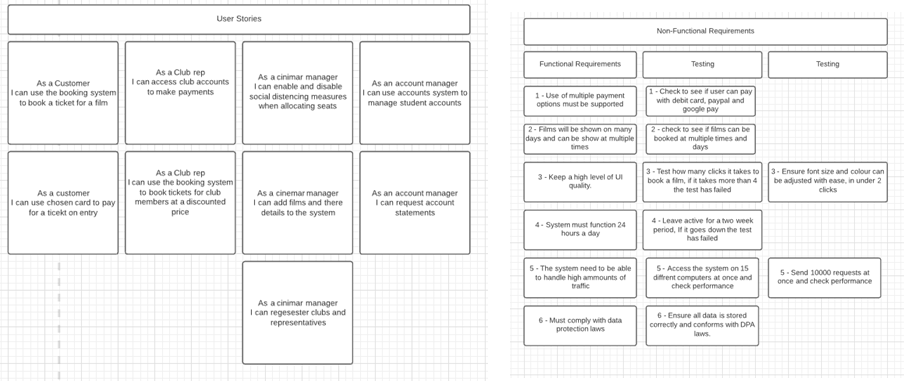 User Stories
As a Customer
I can use the booking system
to book a ticket for a film
As a Club rep
I can access club accounts
to make payments
As a cinimar manager
I can enable and disable
social distencing measures
when allocating seats
As an account manager
I can use accounts system to
manage student accounts
As a customer
I can use chosen card to pay
for a ticekt on entry
As a Club rep
I can use the booking system
to book tickets for club
members at a discounted
price
As a cinemar manager
I can add films and there
details to the system
As an account manager
I can request account
statements
As a cinimar manager
I can regesester clubs and
representatives
Non-Functional Requirements
Functional Requirements
Testing
Testing
1 - Use of multiple payment
options must be supported
1 - Check to see if user can pay
with debit card, paypal and
google pay
2 - Films will be shown on many
days and can be show at multiple
times
2 - check to see if films can be
booked at multiple times and
days
3 - Keep a high level of UI
quality.
3 - Test how many clicks it takes to
book a film, if it takes more than 4
the test has failed
3 - Ensure font size and colour can
be adjusted with ease, in under 2
clicks
4 - System must function 24
hours a day
4 - Leave active for a two week
period, If it goes down the test
has failed
5 - The system need to be able
to handle high ammounts of
traffic
5 - Access the system on 15
diffrent computers at once and
check performance
5 - Send 10000 requests at
once and check performance
6 - Must comply with data
protection laws
6 - Ensure all data is stored
correctly and conforms with DPA
laws.